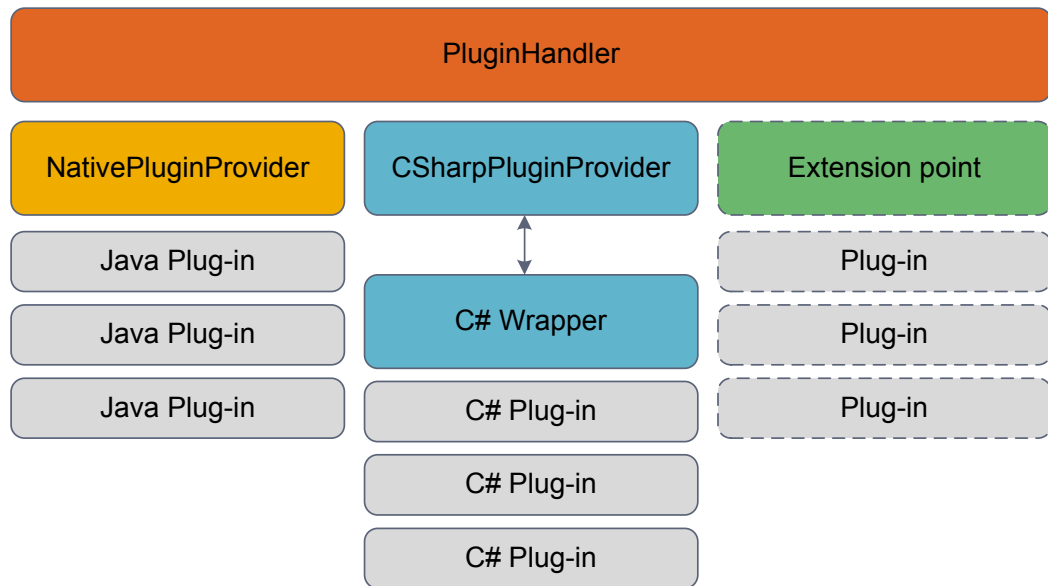 PluginHandler
NativePluginProvider
CSharpPluginProvider
Extension point
Java Plug-in
Java Plug-in
Java Plug-in
C# Wrapper
C# Plug-in
C# Plug-in
C# Plug-in
Plug-in
Plug-in
Plug-in